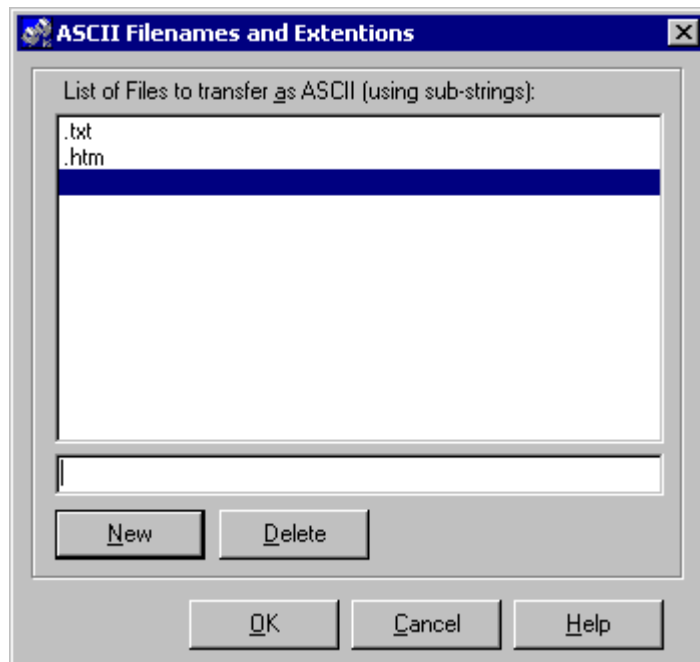 ASCII Filenames and Extentions
List of Files to transfer as ASCII (using sub-strings):
.txt
.htm
New Delete
OK Cancel Help